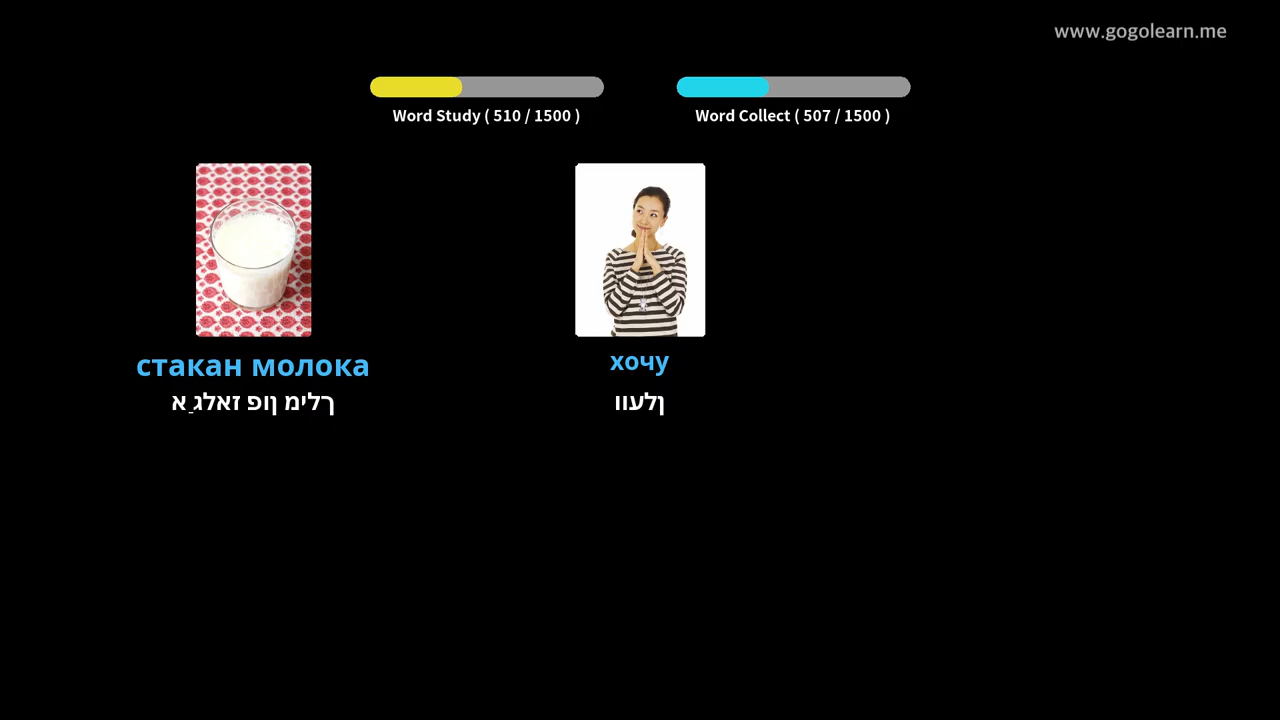 www.gogolearn.me
Word Study ( 510 / 1500 )
Word Collect ( 507 / 1500 )
стакан молока
אַ גלאז פון מילך
хочу
וועלן